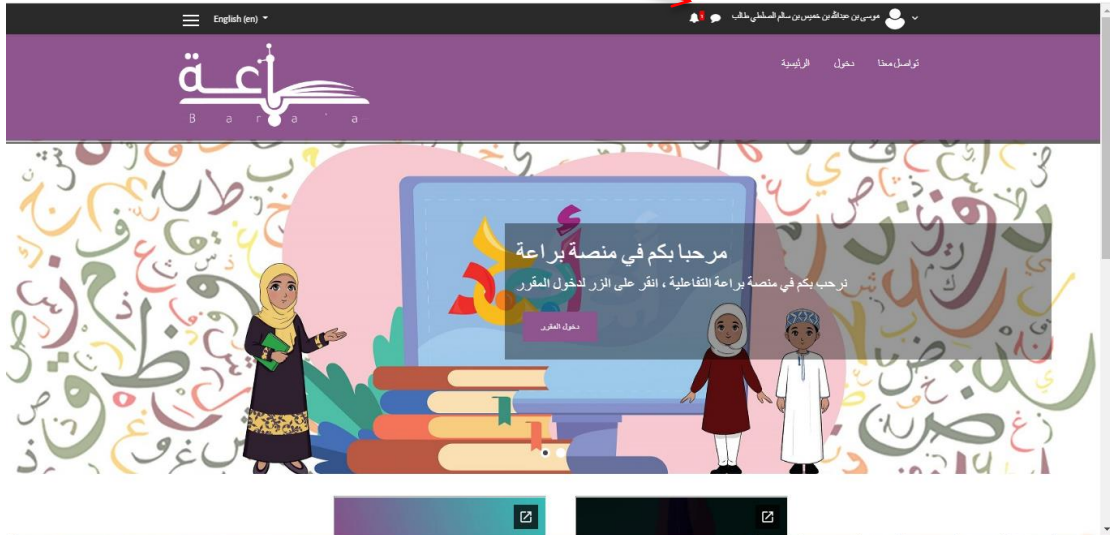 English (en)
موسى بن عبدالله بن خميس بن سالم السلطي طالب
الرئيسية دخول تواصل معنا
براعة
Bara'a
مرحبا بكم في منصة براعة
نرحب بكم في منصة براعة التفاعلية ، انقر على الزر لدخول المقرر
دخول المقرر